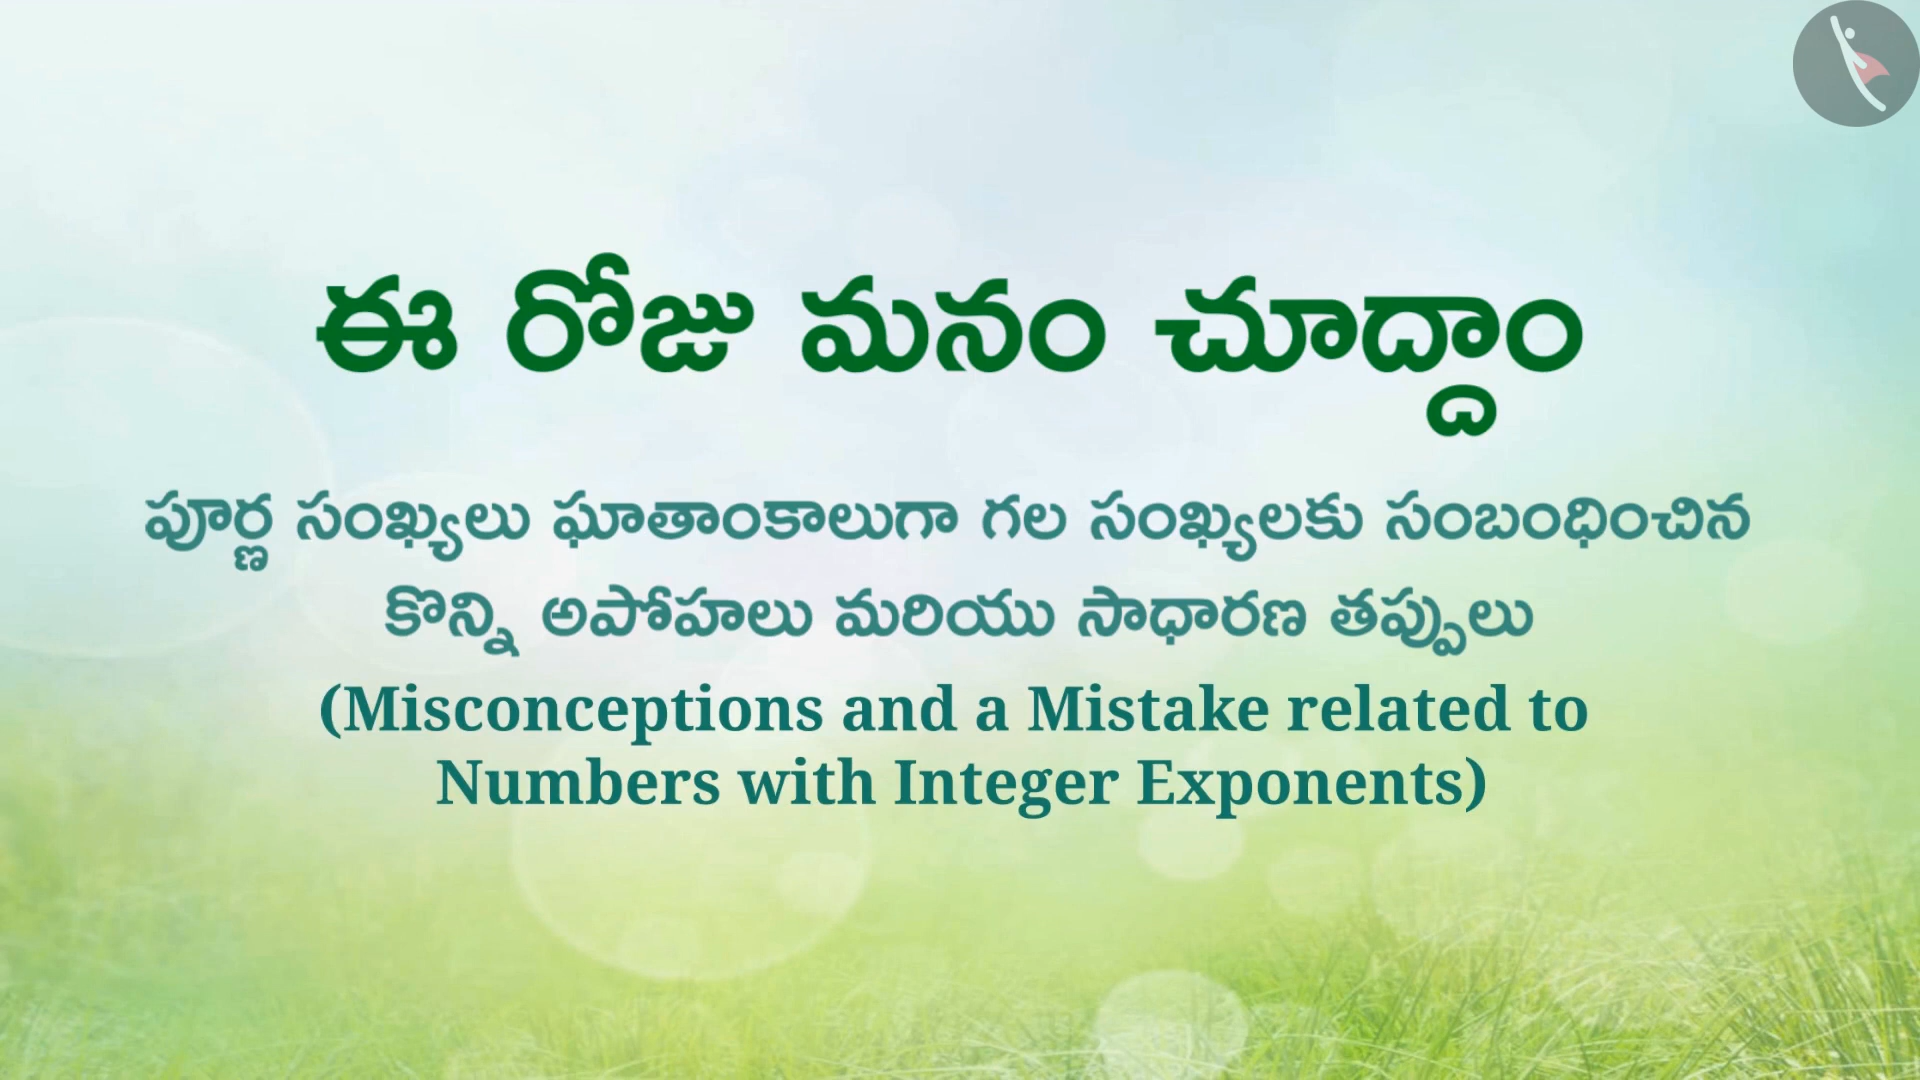 ఈ రోజు మనం చూద్దాం
పూర్ణ సంఖ్యలు ఘాతాంకాలుగా గల సంఖ్యలకు సంబంధించిన
కొన్ని అపోహలు మరియు సాధారణ తప్పులు
(Misconceptions and a Mistake related to
Numbers with Integer Exponents)